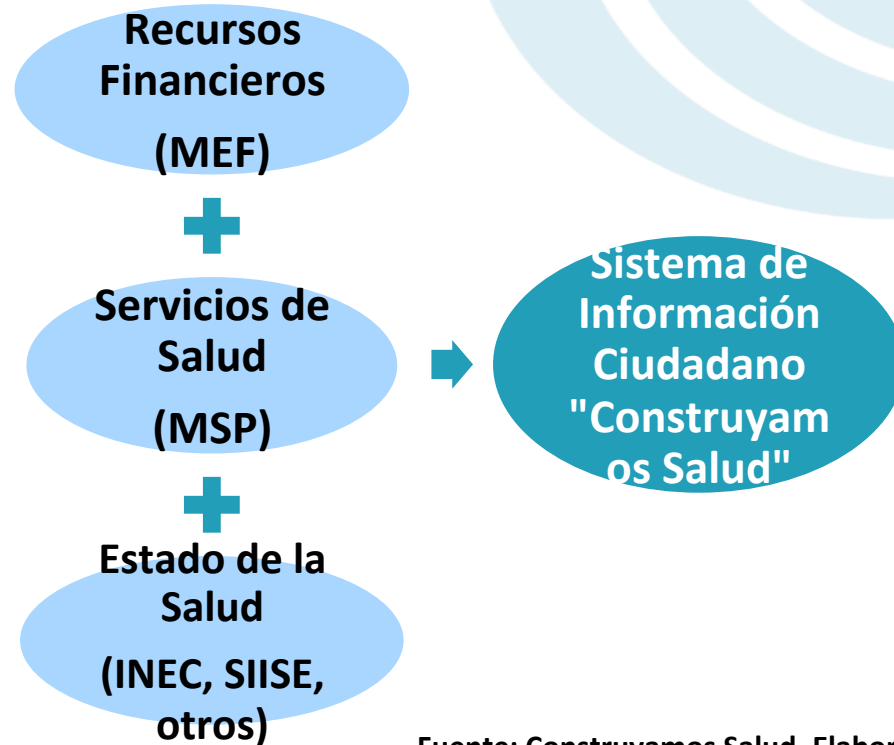 Recursos
Financieros
(MEF)
Servicios de
Salud
(MSP)
Estado de la
Salud
(INEC, SIISE,
otros)
Sistema de
Información
Ciudadano
"Construyam
os Salud"
Fuente: Construyamos Salud. Elabor